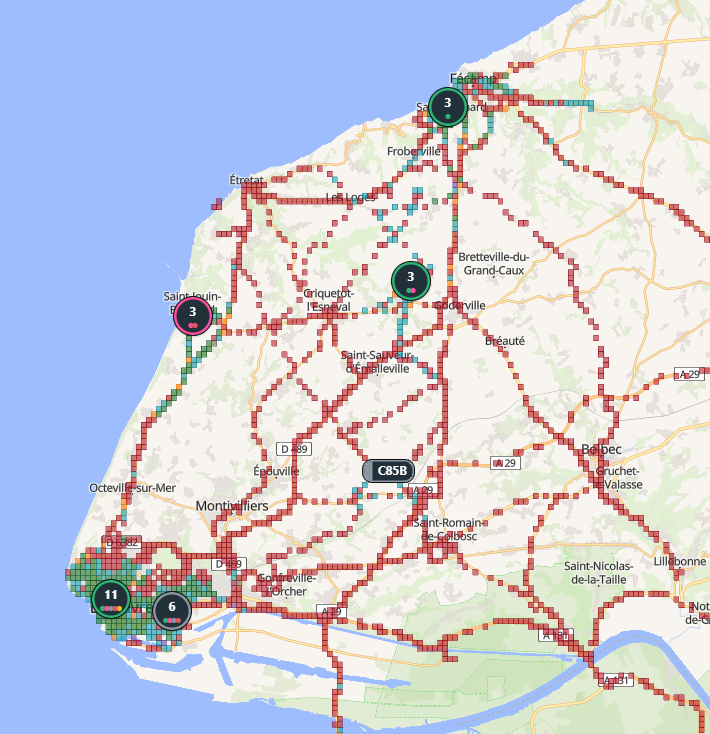 Fécamp
3
Froberville
Étretat
Les Loges
Bretteville-du-
Grand-Caux
3
Saint-Jouin-
3
Criquetot-
l'Esneval
Goderville
Bréauté
Saint-Sauveur-
d'Émalleville
A 29
D 489
Bolbec
C85B
A 29
Épouville
Gruchet-
-Valasse
Octeville-sur-Mer
A 29
Montivilliers
Saint-Romain-
de-Colbosc
D 489
Saint-Nicolas-
de-la-Taille
Lillebonne
Gonfreville-
l'Orcher
11
6
A 29
A 131
A 131